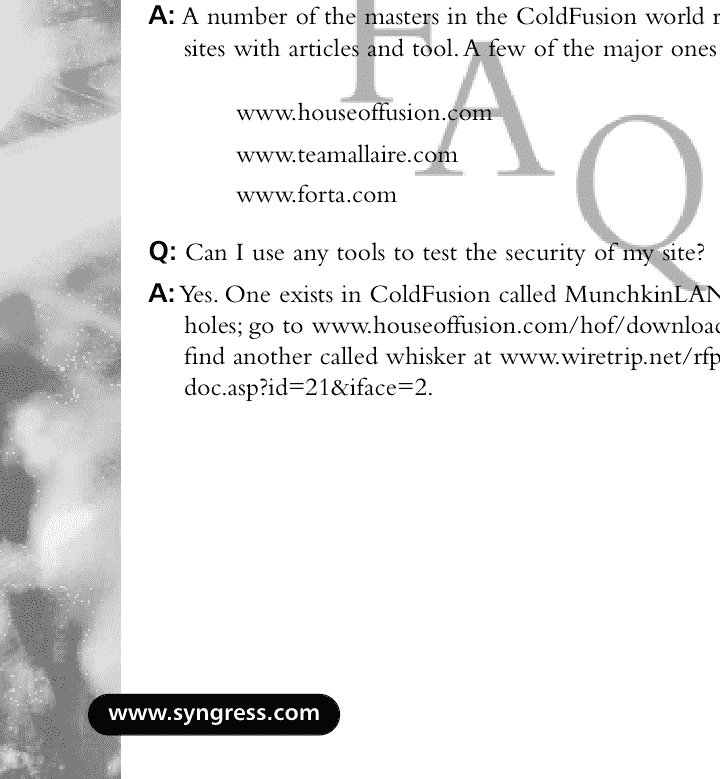 A: A number of the masters in the ColdFusion world
sites with articles and tool. A few of the major ones
www.houseoffusion.com
www.teamallaire.com
www.forta.com
FAQ
Q: Can I use any tools to test the security of my site?
A: Yes. One exists in ColdFusion called MunchkinLAN
holes; go to www.houseoffusion.com/hof/download
find another called whisker at www.wiretrip.net/rfp
doc.asp?id=21&iface=2.
www.syngress.com